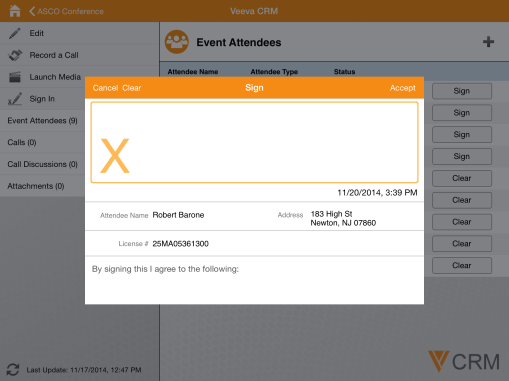 ASCO Conference
Veeva CRM
Edit
Record a Call
Launch Media
Sign In
Event Attendees (9)
Calls (0)
Call Discussions (0)
Attachments (0)
Last Update: 11/17/2014, 12:47 PM
Event Attendees
Attendee Name Attendee Type Status
Sign
Sign
Sign
Sign
Clear
Clear
Clear
Clear
Clear
Cancel Clear Sign Accept
X
11/20/2014, 3:39 PM
Attendee Name Robert Barone
Address 183 High St
Newton, NJ 07860
License # 25MA05361300
By signing this I agree to the following:
CRM